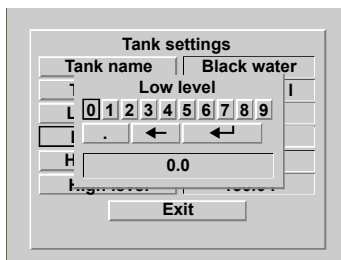 Tank settings
Tank name Black water
Low level
0 1 2 3 4 5 6 7 8 9
. ← ↵
0.0
Exit